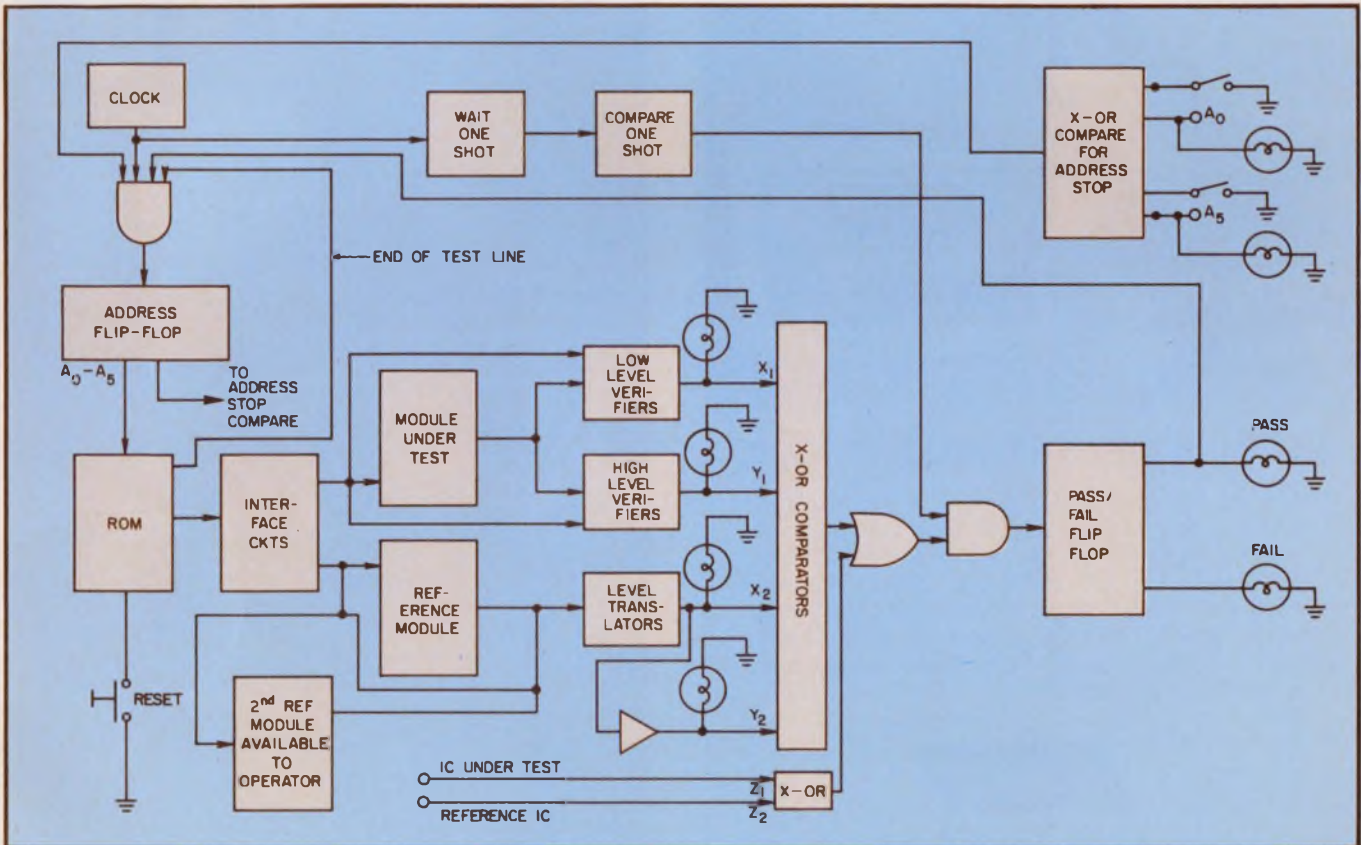 CLOCK
WAIT
ONE
SHOT
COMPARE
ONE
SHOT
X-OR
COMPARE
FOR
ADDRESS
STOP
A0
A5
END OF TEST LINE
ADDRESS
FLIP-FLOP
A0-A5
TO
ADDRESS
STOP
COMPARE
ROM
INTER-
FACE
CKTS
MODULE
UNDER
TEST
REF-
ERENCE
MODULE
LOW
LEVEL
VERI-
FIERS
HIGH
LEVEL
VERIFIERS
LEVEL
TRANS-
LATORS
X1
Y1
X2
Y2
X-OR COMPARATORS
PASS/
FAIL
FLIP
FLOP
PASS
FAIL
RESET
2nd REF
MODULE
AVAILABLE
TO
OPERATOR
IC UNDER TEST
Z1
X-OR
REFERENCE IC
Z2